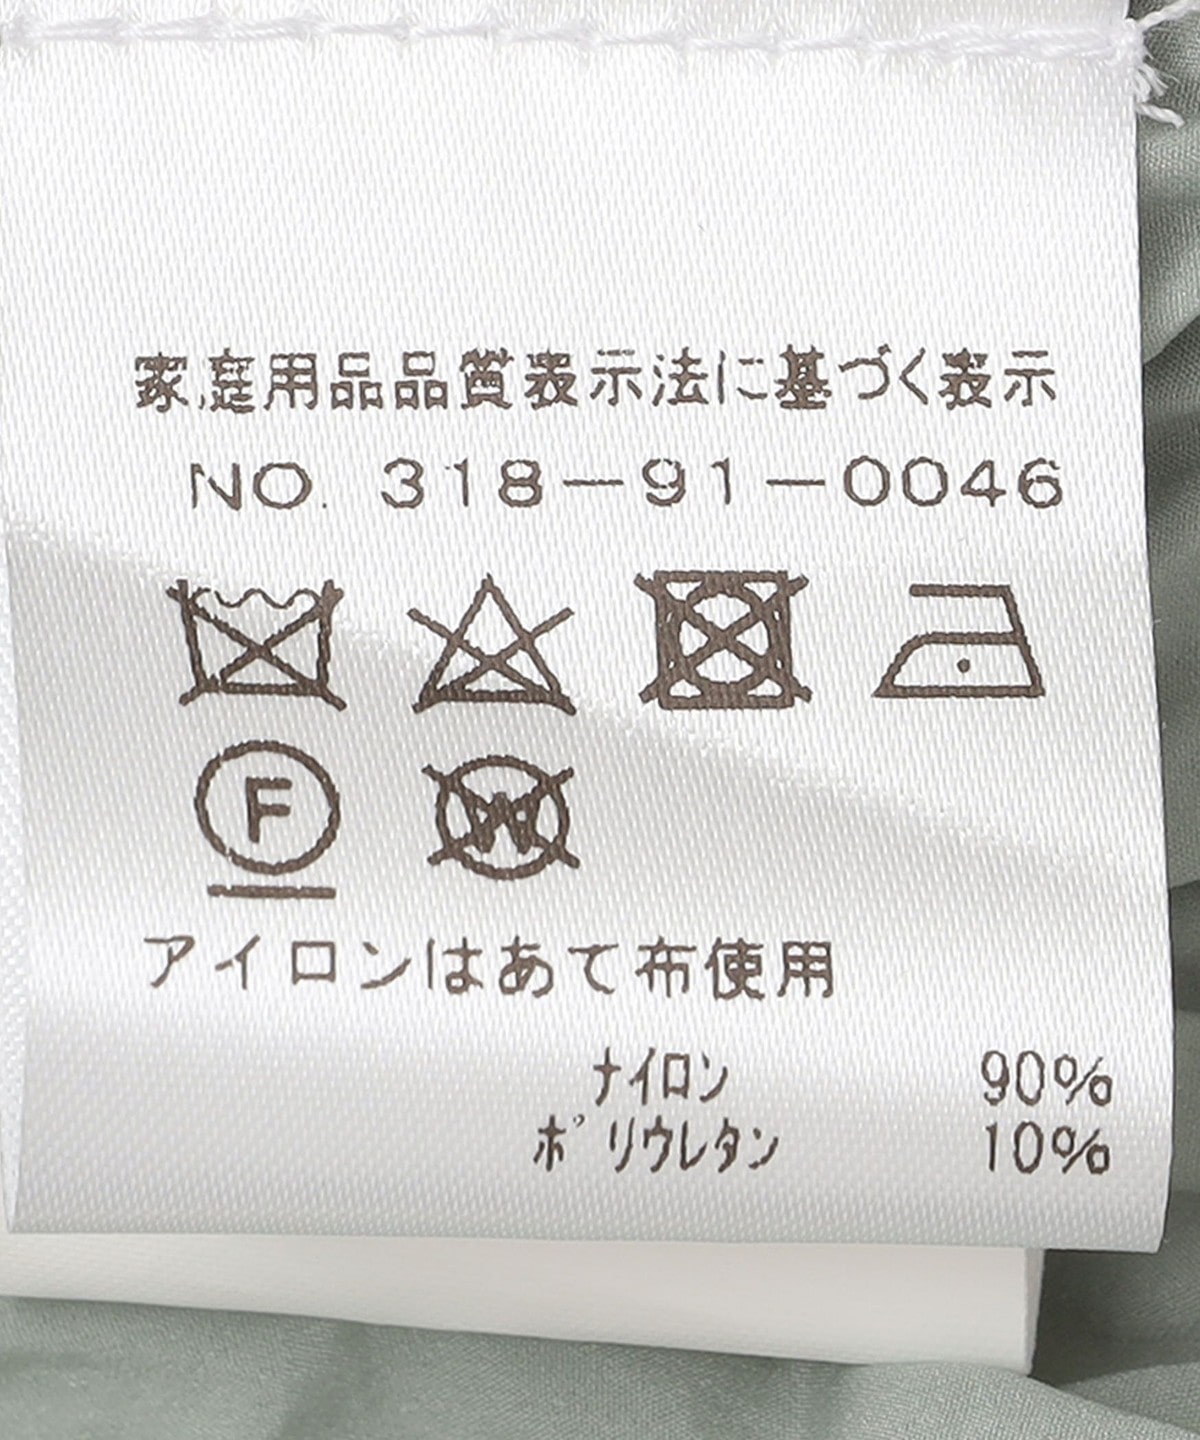 家庭用品品質表示法に基づく表示
NO. 318-91-0046
F
W
アイロンはあて布使用
ナイロン 90%
ポリウレタン 10%